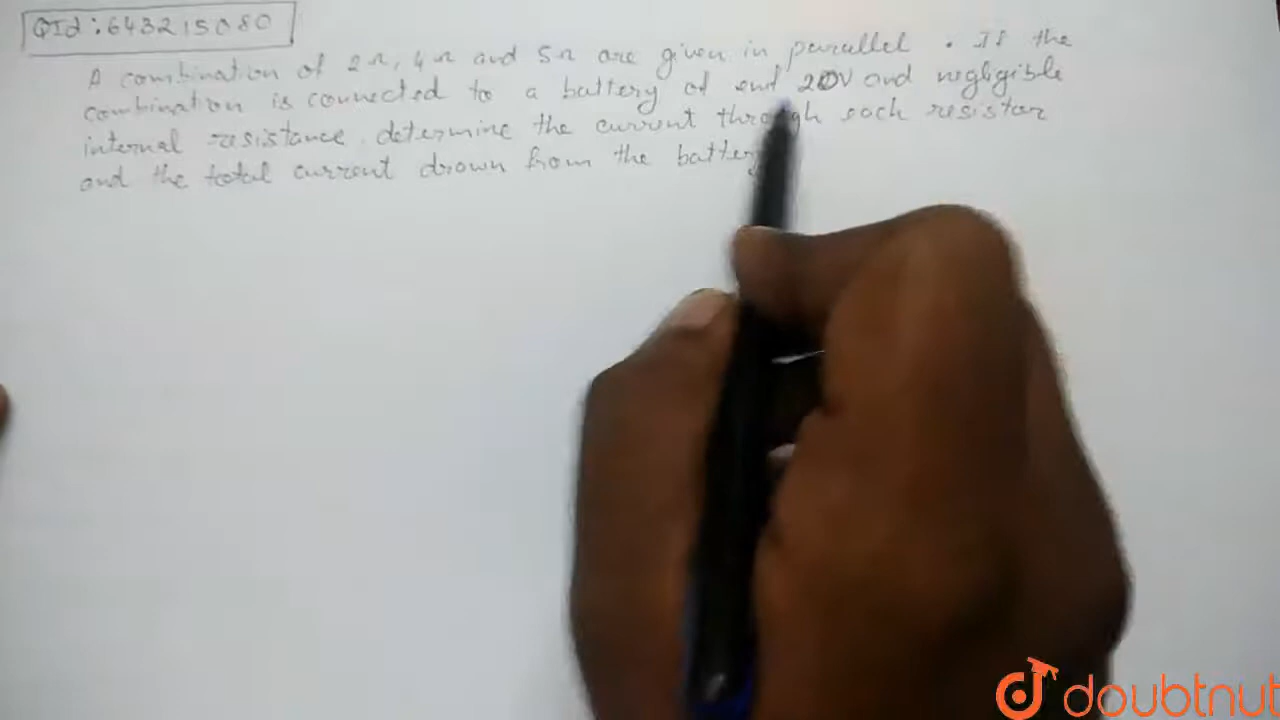 QId : 643215080
A combination of 2Ω, 4Ω and 5Ω are given in parallel . If the
combination is connected to a battery of emf 20V and negligible
internal resistance. determine the current through each resistor
and the total current drown from the battery
doubtnut